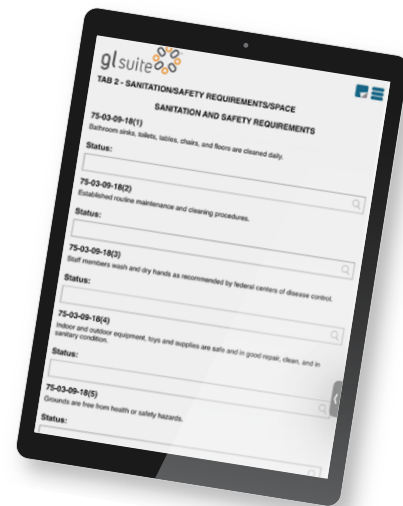 glsuite
TAB 2 - SANITATION/SAFETY REQUIREMENTS/SPACE
SANITATION AND SAFETY REQUIREMENTS
75-03-09-18(1)
Bathroom sinks, toilets, tables, chairs, and floors are cleaned daily.
Status:
75-03-09-18(2)
Established routine maintenance and cleaning procedures.
Status:
75-03-09-18(3)
Staff members wash and dry hands as recommended by federal centers of disease control.
Status:
75-03-09-18(4)
Indoor and outdoor equipment, toys and supplies are safe and in good repair, clean, and in
sanitary condition.
Status:
75-03-09-18(5)
Grounds are free from health or safety hazards.
Status: